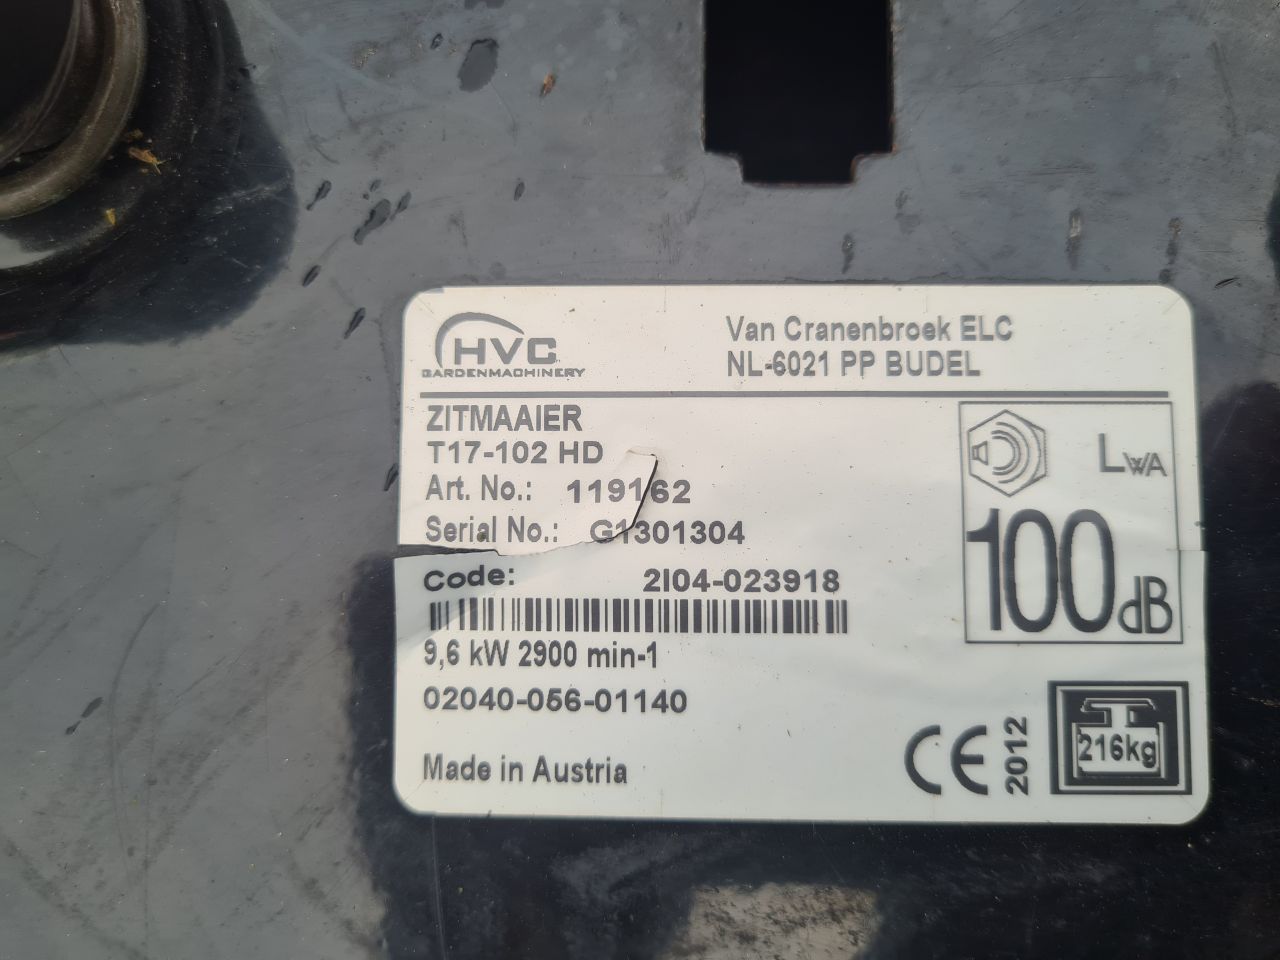 HVC
GARDENMACHINERY
Van Cranenbroek ELC
NL-6021 PP BUDEL
ZITMAAIER
T17-102 HD
Art. No.: 119162
Serial No.: G1301304
Code: 2I04-023918
9,6 kW 2900 min-1
02040-056-01140
Made in Austria
LWA
100dB
CE 2012
216kg